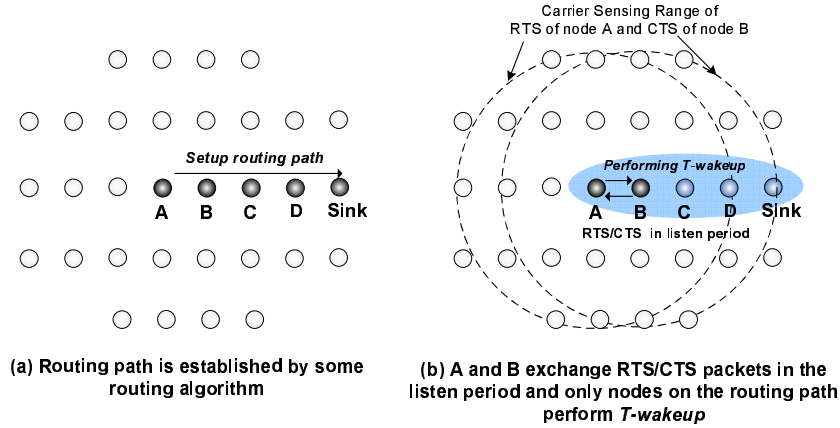 Carrier Sensing Range of
RTS of node A and CTS of node B
Setup routing path
A B C D Sink
Performing T-wakeup
A B C D Sink
RTS/CTS in listen period
(a) Routing path is established by some
routing algorithm
(b) A and B exchange RTS/CTS packets in the
listen period and only nodes on the routing path
perform T-wakeup